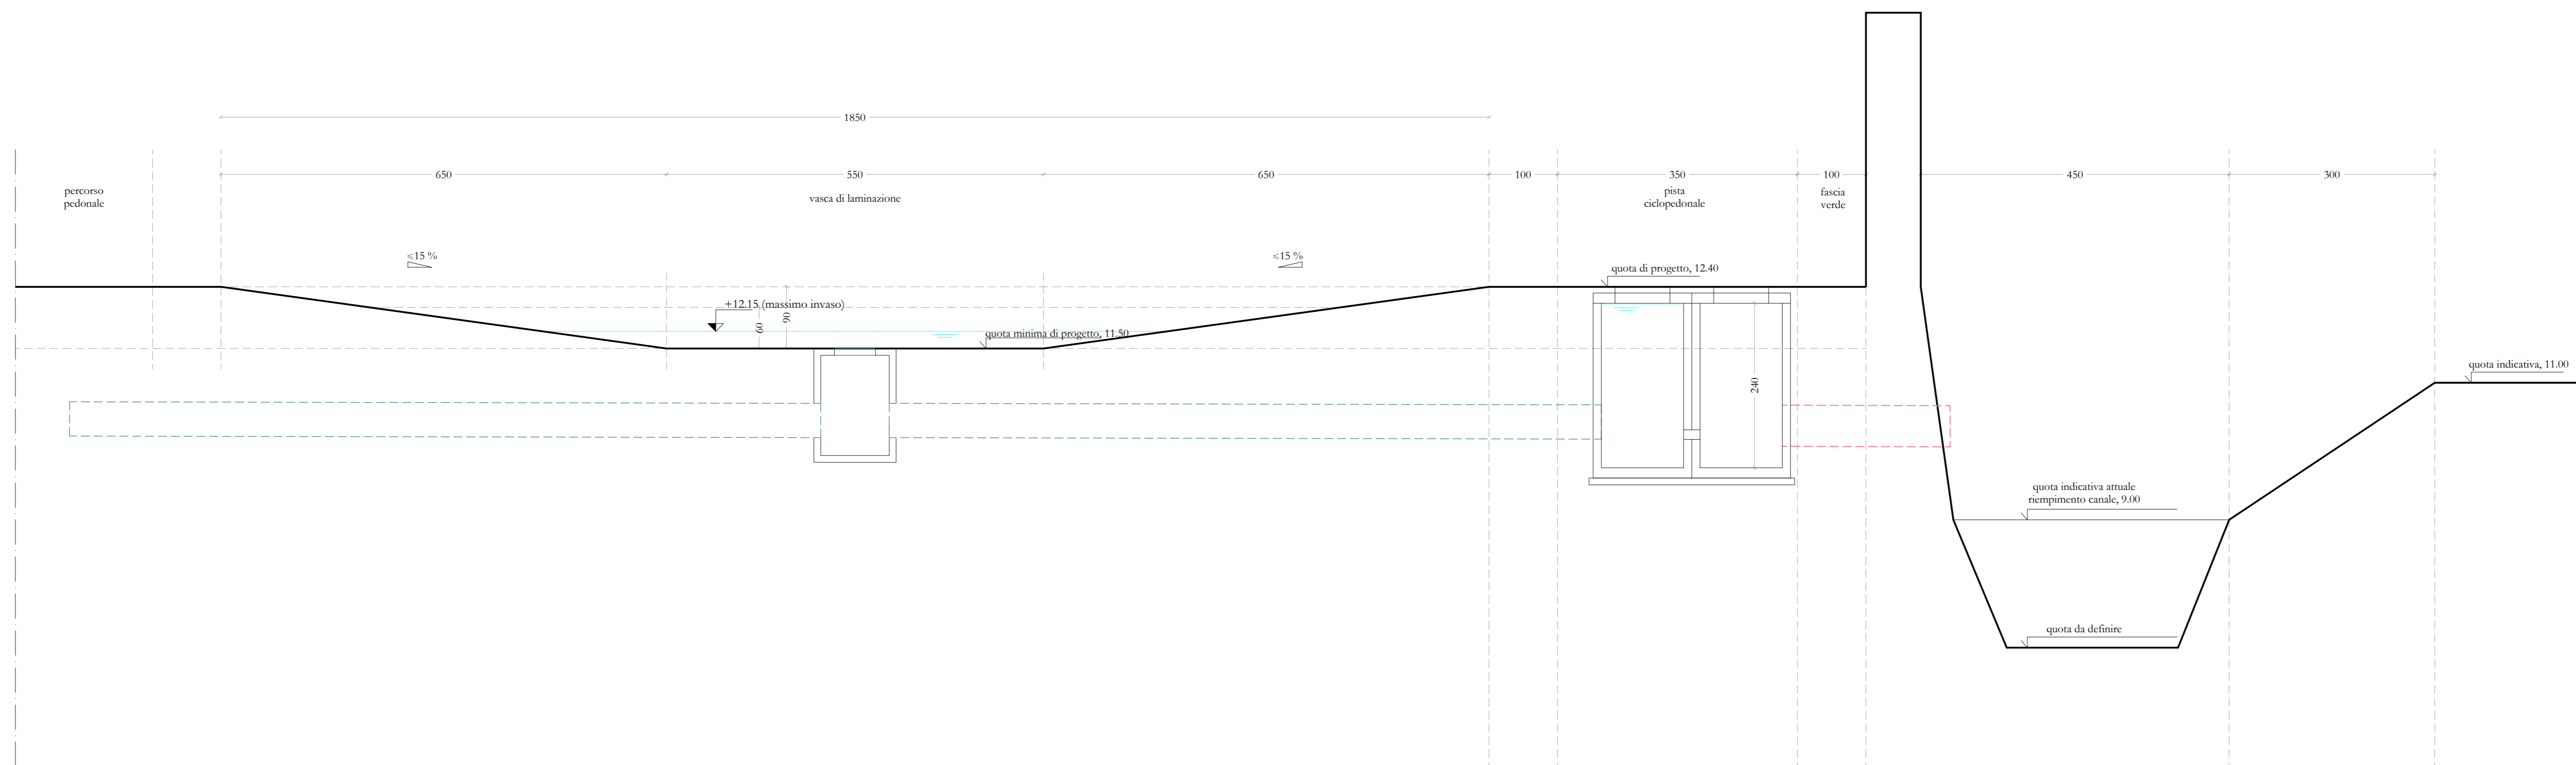 1850
650
550
650
100
350
100
450
300
percorso
pedonale
vasca di laminazione
pista
ciclopedonale
fascia
verde
≤15 %
≤15 %
quota di progetto, 12.40
+12.15 (massimo invaso)
60
90
quota minima di progetto, 11.50
240
quota indicativa, 11.00
quota indicativa attuale
riempimento canale, 9.00
quota da definire